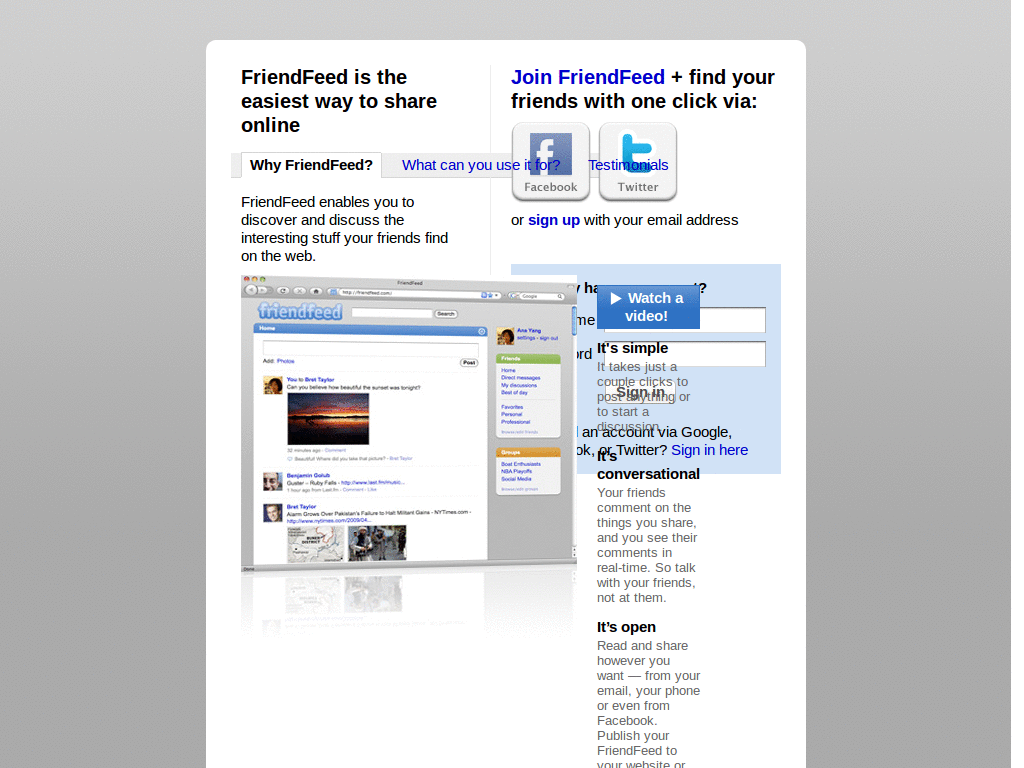 FriendFeed is the
easiest way to share
online
Why FriendFeed?
What can you use it for?
Testimonials
FriendFeed enables you to
discover and discuss the
interesting stuff your friends find
on the web.
FriendFeed
http://friendfeed.com/
Google
friendfeed
Search
Home
Add: Photos
Post
You to Bret Taylor
Can you believe how beautiful the sunset was tonight?
32 minutes ago - Comment
Beautiful! Where did you take that picture? - Bret Taylor
Benjamin Golub
Guster – Ruby Falls - http://www.last.fm/music...
1 hour ago from Last.fm - Comment - Like
Bret Taylor
Alarm Grows Over Pakistan's Failure to Halt Militant Gains - NYTimes.com -
http://www.nytimes.com/2009/04...
Ana Yang
settings - sign out
Friends
Home
Direct messages
My discussions
Best of day
Favorites
Personal
Professional
Browse/edit friends
Groups
Boat Enthusiasts
NBA Playoffs
Social Media
Browse/edit groups
Done
Join FriendFeed + find your
friends with one click via:
Facebook
Twitter
or sign up with your email address
Watch a
video!
It's simple
It takes just a
couple clicks to
post anything or
to start a
discussion.
Sign in
an account via Google,
or Twitter? Sign in here
It's
conversational
Your friends
comment on the
things you share,
and you see their
comments in
real-time. So talk
with your friends,
not at them.
It's open
Read and share
however you
want — from your
email, your phone
or even from
Facebook.
Publish your
FriendFeed to
your website or